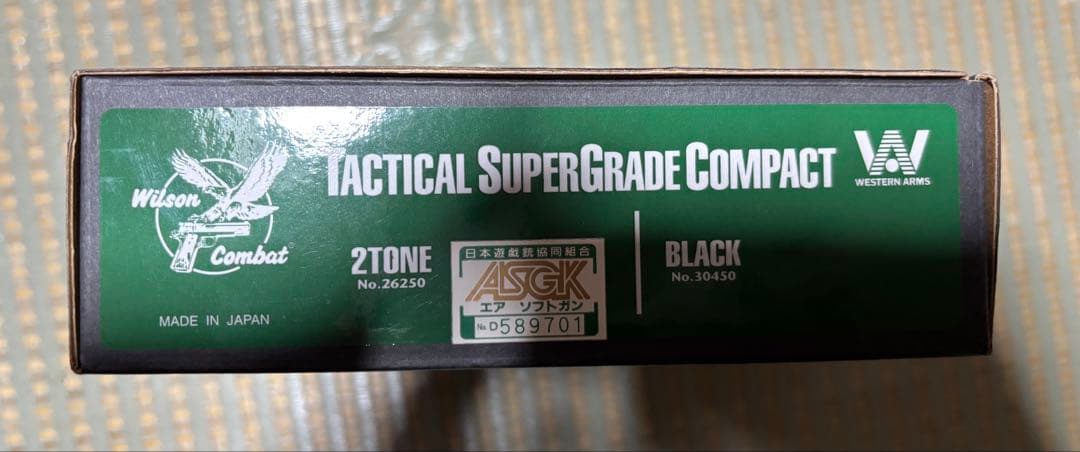 Wilson
Combat
MADE IN JAPAN
TACTICAL SUPERGRADE COMPACT
WA
WESTERN ARMS
2TONE
No.26250
日本遊戯銃協同組合
ASGK
エア ソフトガン
No. D589701
BLACK
No.30450